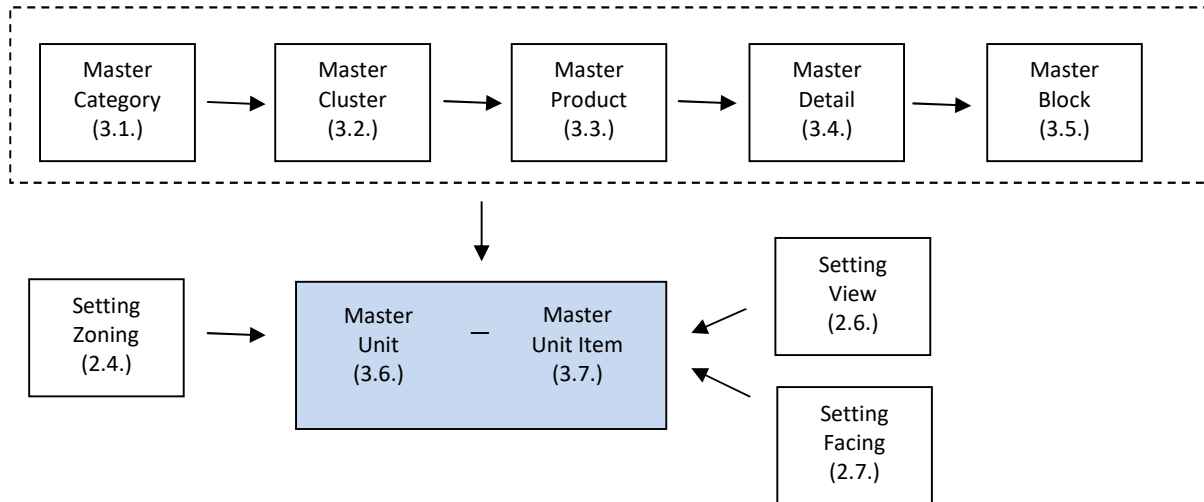 Master
Category
(3.1.)
Master
Cluster
(3.2.)
Master
Product
(3.3.)
Master
Detail
(3.4.)
Master
Block
(3.5.)
Setting
Zoning
(2.4.)
Master
Unit
(3.6.)
–
Master
Unit Item
(3.7.)
Setting
View
(2.6.)
Setting
Facing
(2.7.)